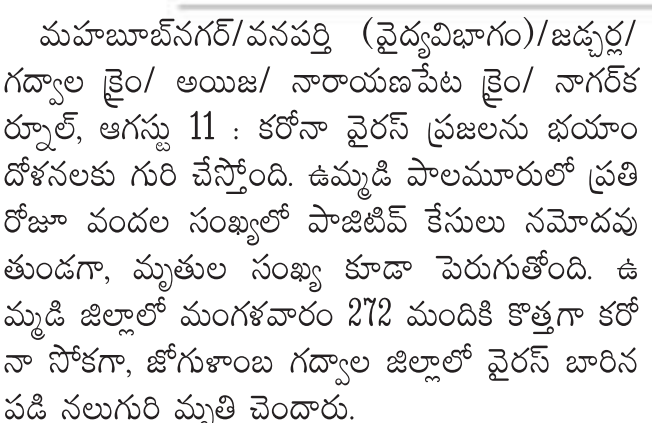 మహబూబ్‌నగర్/వనపర్తి (వైద్యవిభాగం)/జడ్చర్ల/
గద్వాల క్రైం/ అయిజ/ నారాయణపేట క్రైం/ నాగర్‌క
ర్నూల్, ఆగస్టు 11 : కరోనా వైరస్ ప్రజలను భయాం
దోళనలకు గురి చేస్తోంది. ఉమ్మడి పాలమూరులో ప్రతి
రోజూ వందల సంఖ్యలో పాజిటివ్ కేసులు నమోదవు
తుండగా, మృతుల సంఖ్య కూడా పెరుగుతోంది. ఉ
మ్మడి జిల్లాలో మంగళవారం 272 మందికి కొత్తగా కరో
నా సోకగా, జోగుళాంబ గద్వాల జిల్లాలో వైరస్ బారిన
పడి నలుగురి మృతి చెందారు.